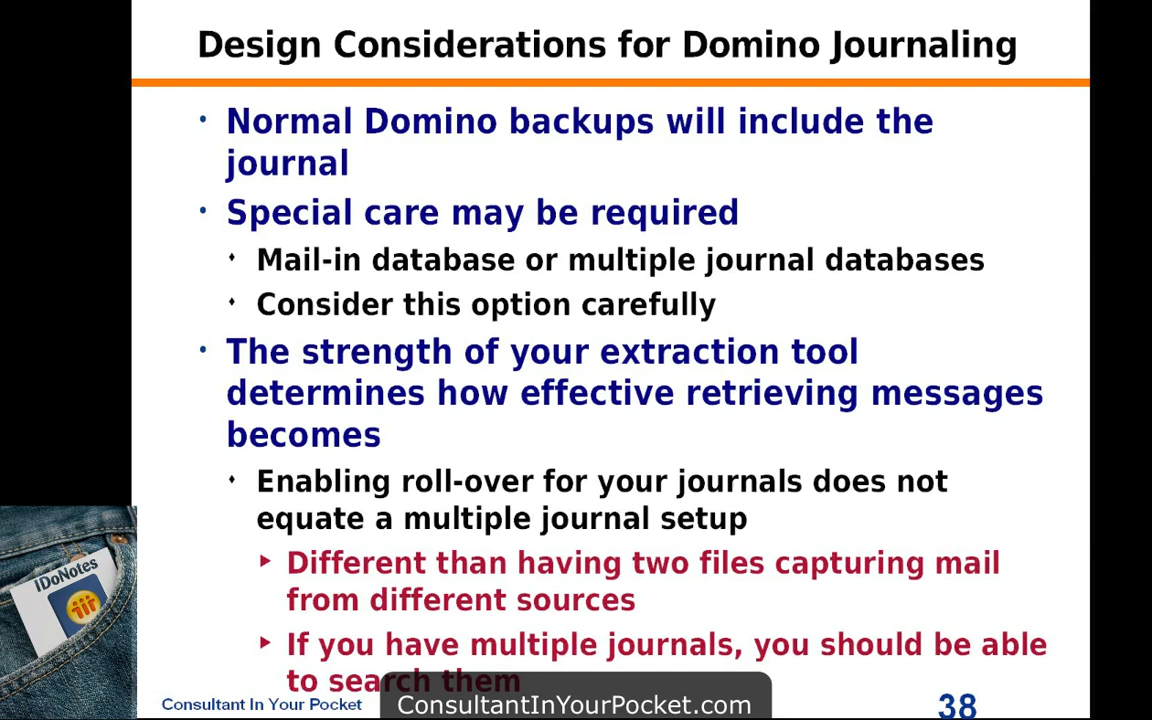 Design Considerations for Domino Journaling
• Normal Domino backups will include the
journal
• Special care may be required
♦ Mail-in database or multiple journal databases
♦ Consider this option carefully
• The strength of your extraction tool
determines how effective retrieving messages
becomes
♦ Enabling roll-over for your journals does not
equate a multiple journal setup
▸ Different than having two files capturing mail
from different sources
▸ If you have multiple journals, you should be able
to search them
IDoNotes
Consultant In Your Pocket
ConsultantInYourPocket.com
38